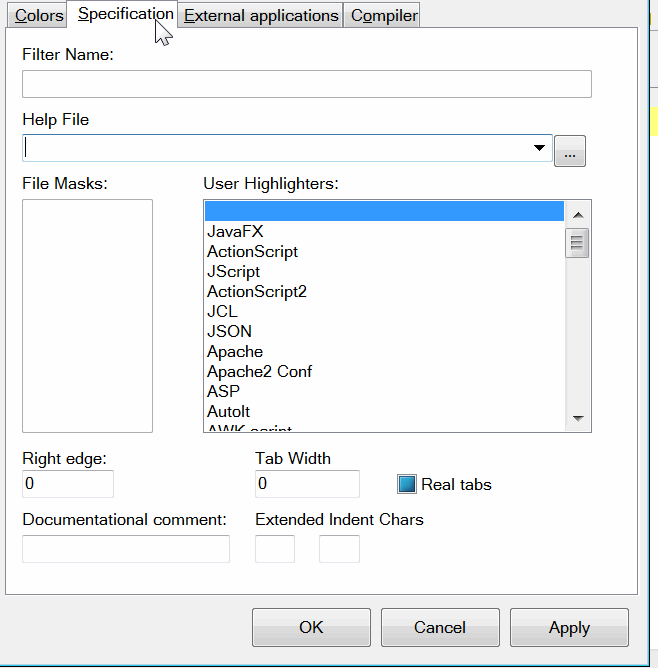 Colors Specification External applications Compiler
Filter Name:
Help File
...
File Masks: User Highlighters:
JavaFX
ActionScript
JScript
ActionScript2
JCL
JSON
Apache
Apache2 Conf
ASP
AutoIt
AWK script
Right edge: Tab Width
0 0 Real tabs
Documentational comment: Extended Indent Chars
OK Cancel Apply